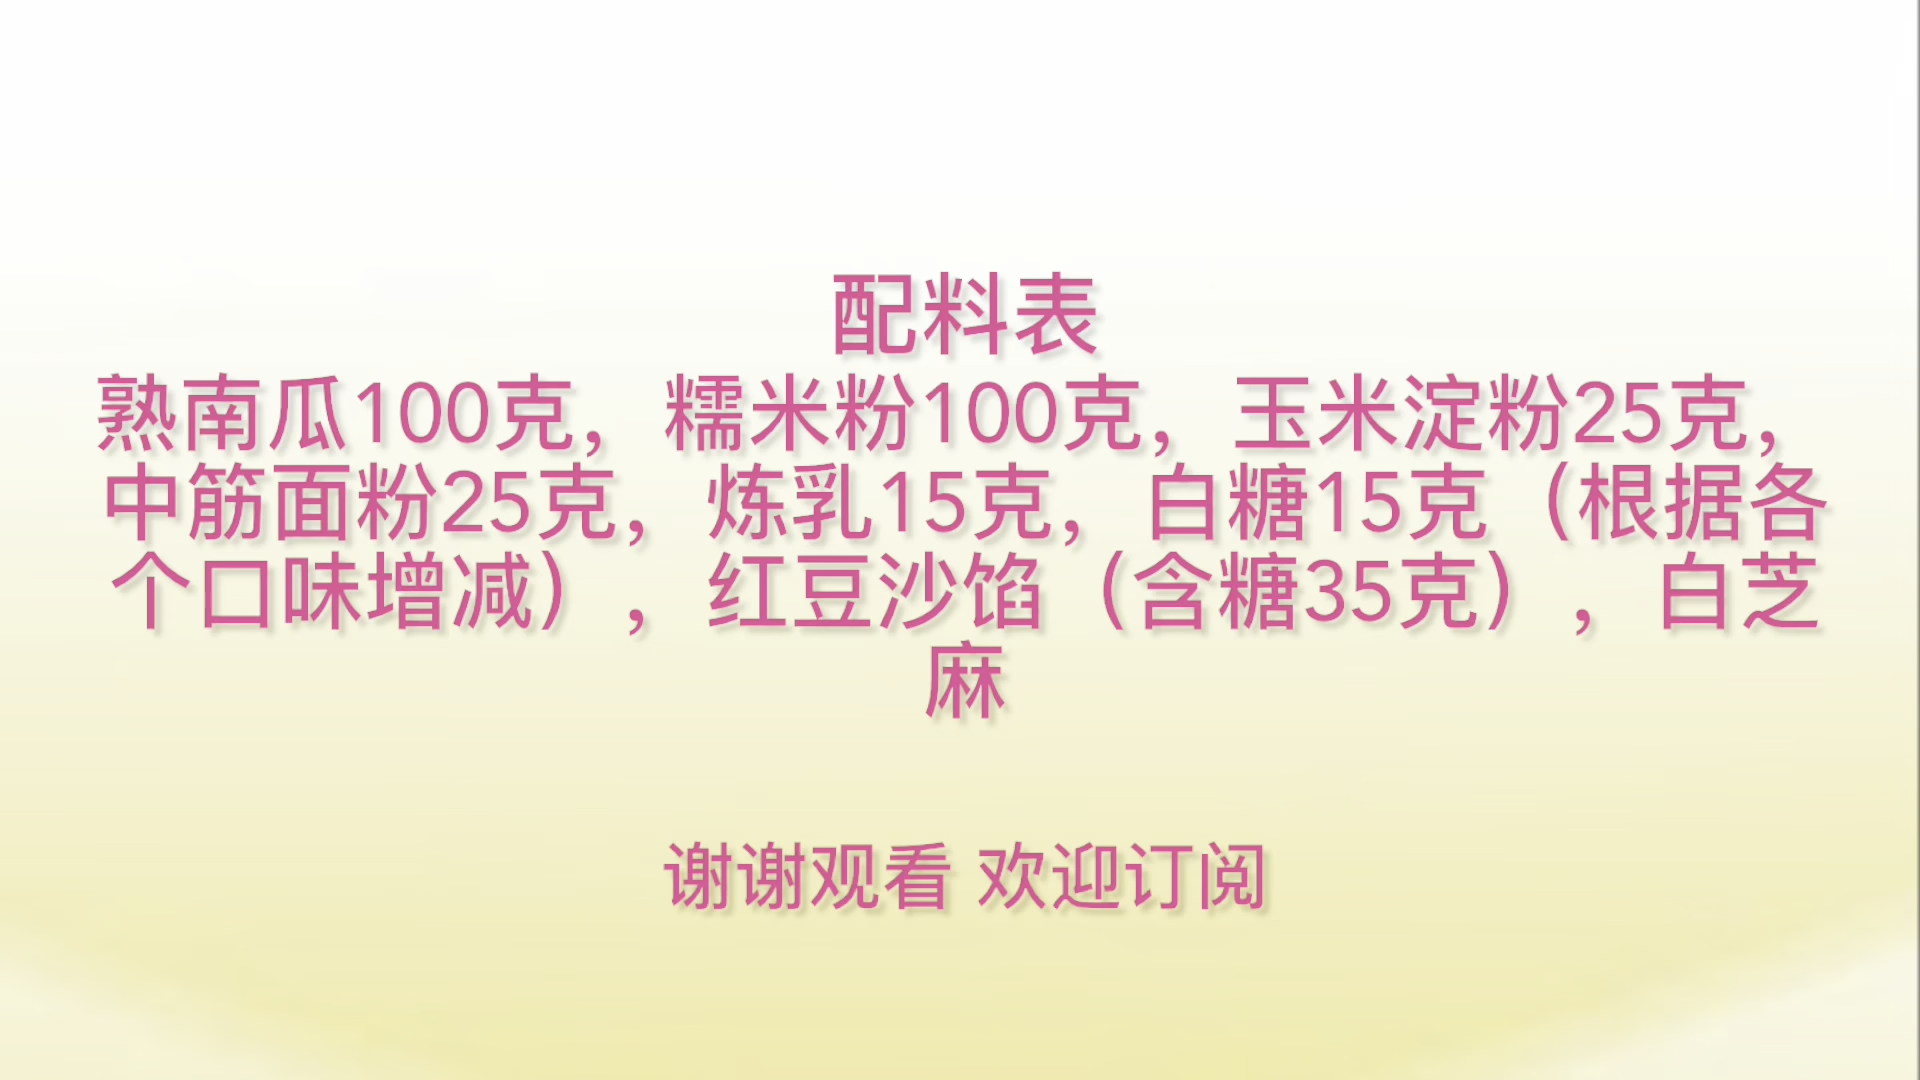 配料表
熟南瓜100克，糯米粉100克，玉米淀粉25克，
中筋面粉25克，炼乳15克，白糖15克（根据各
个口味增减），红豆沙馅（含糖35克），白芝
麻
谢谢观看 欢迎订阅